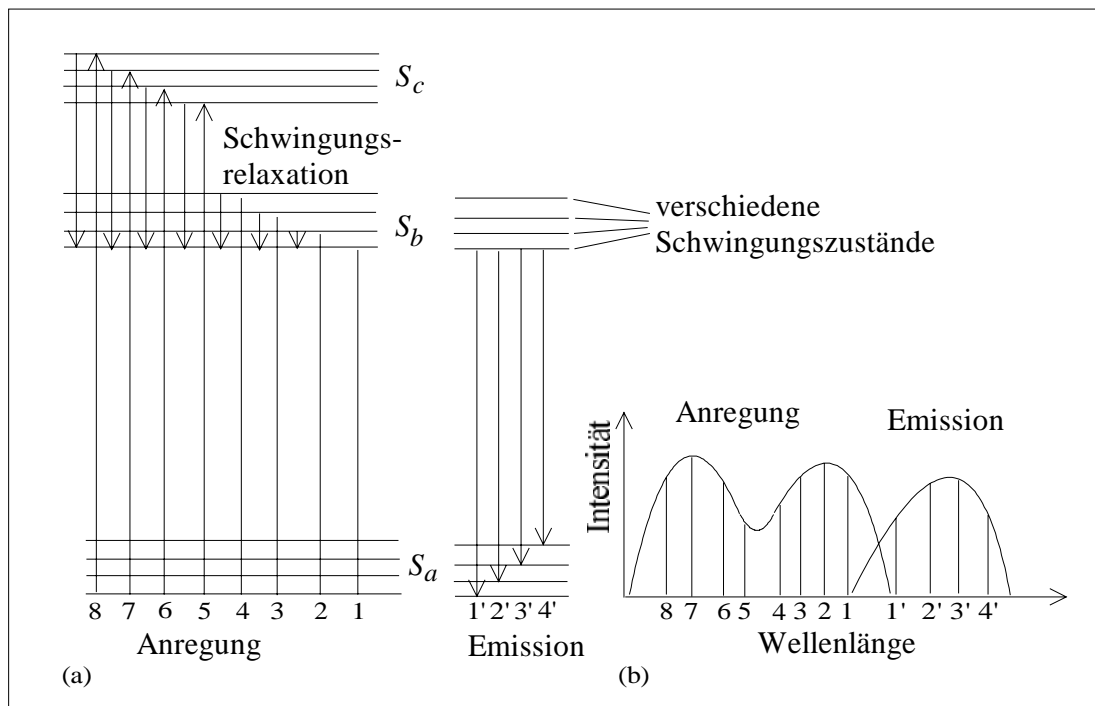 S_c
Schwingungs-
relaxation
S_b
verschiedene
Schwingungszustände
S_a
8 7 6 5 4 3 2 1
Anregung
1' 2' 3' 4'
Emission
(a)
Intensität
Anregung
Emission
8 7 6 5 4 3 2 1 1' 2' 3' 4'
Wellenlänge
(b)